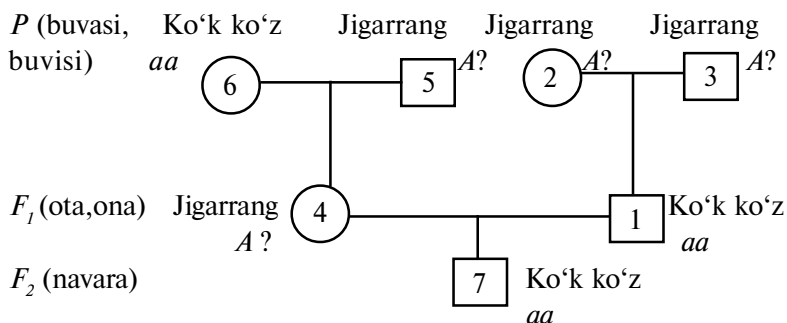 P (buvasi, Ko‘k ko‘z Jigarrang Jigarrang Jigarrang
buvisi) aa 6 5 A? 2 A? 3 A?
F1 (ota,ona) Jigarrang 4 1 Ko‘k ko‘z
A ? aa
F2 (navara) 7 Ko‘k ko‘z
aa